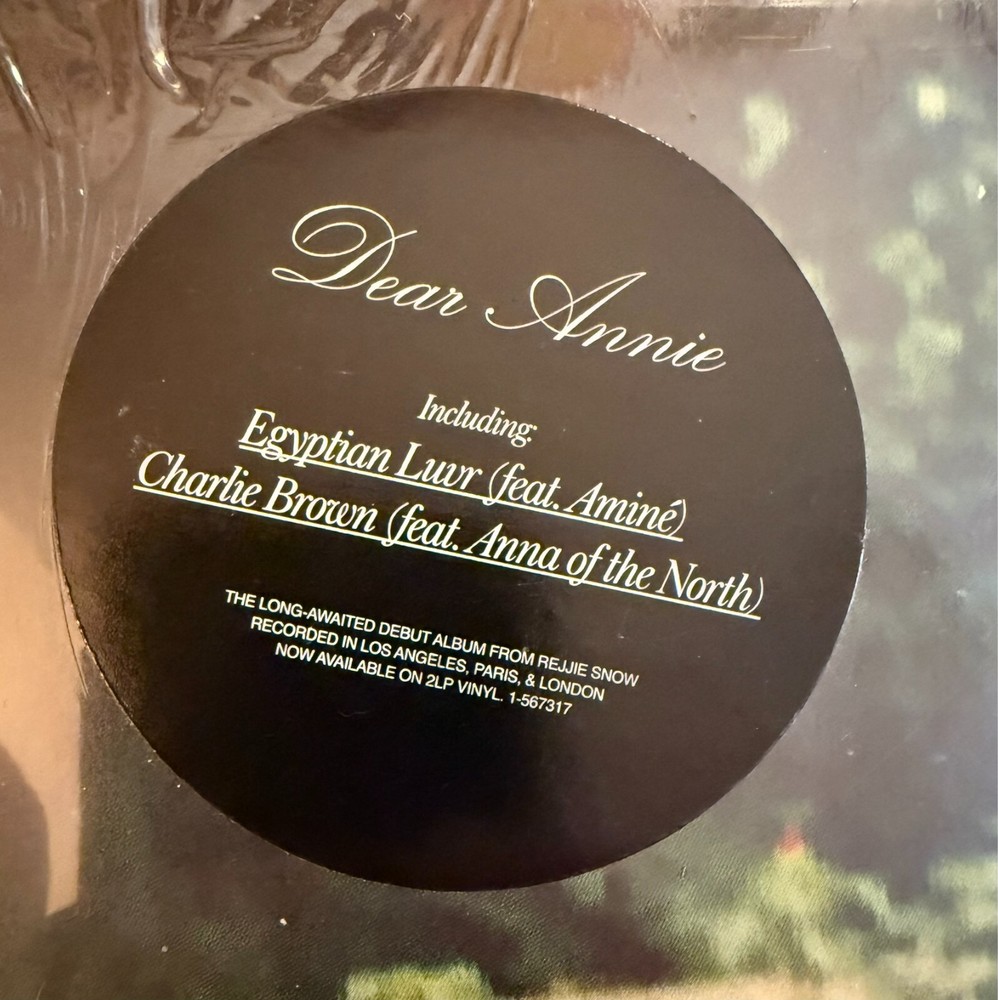 Dear Annie
Including:
Egyptian Luvr (feat. Aminé)
Charlie Brown (feat. Anna of the North)
THE LONG-AWAITED DEBUT ALBUM FROM REJJIE SNOW
RECORDED IN LOS ANGELES, PARIS, & LONDON
NOW AVAILABLE ON 2LP VINYL. 1-567317